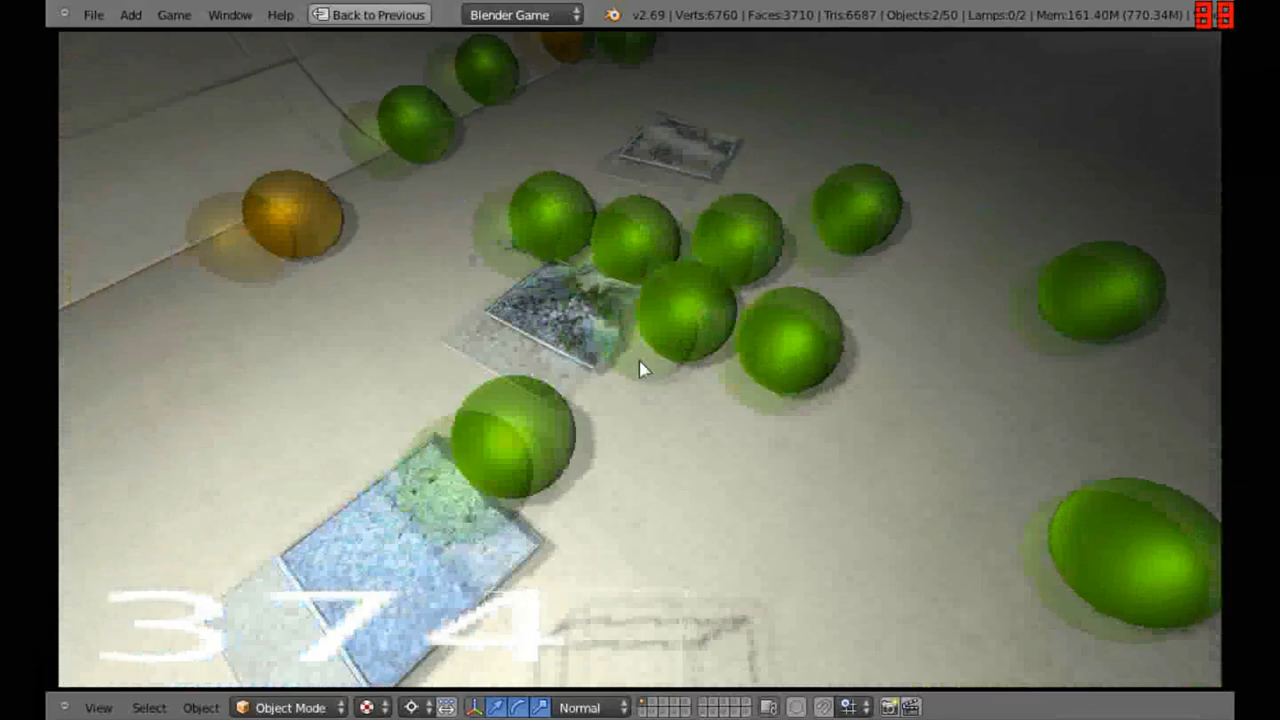 File Add Game Window Help Back to Previous Blender Game v2.69 | Verts:6760 | Faces:3710 | Tris:6687 | Objects:2/50 | Lamps:0/2 | Mem:161.40M (770.34M) |
374
View Select Object Object Mode Normal